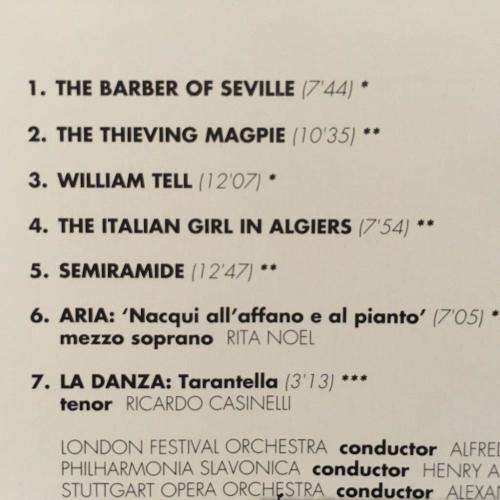 1. THE BARBER OF SEVILLE (7'44) *
2. THE THIEVING MAGPIE (10'35) **
3. WILLIAM TELL (12'07) *
4. THE ITALIAN GIRL IN ALGIERS (7'54) **
5. SEMIRAMIDE (12'47) **
6. ARIA: 'Nacqui all'affano e al pianto' (7'05) *
mezzo soprano RITA NOEL
7. LA DANZA: Tarantella (3'13) ***
tenor RICARDO CASINELLI
LONDON FESTIVAL ORCHESTRA conductor
PHILHARMONIA SLAVONICA conductor HENRY A
STUTTGART OPERA ORCHESTRA conductor